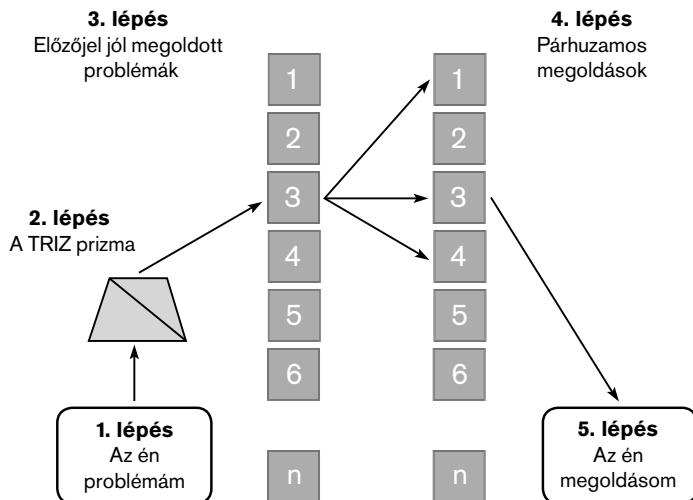 3. lépés
Előzőjel jól megoldott
problémák
4. lépés
Párhuzamos
megoldások
1
2
3
4
5
6
n
1
2
3
4
5
6
n
2. lépés
A TRIZ prizma
1. lépés
Az én
problémám
5. lépés
Az én
megoldásom